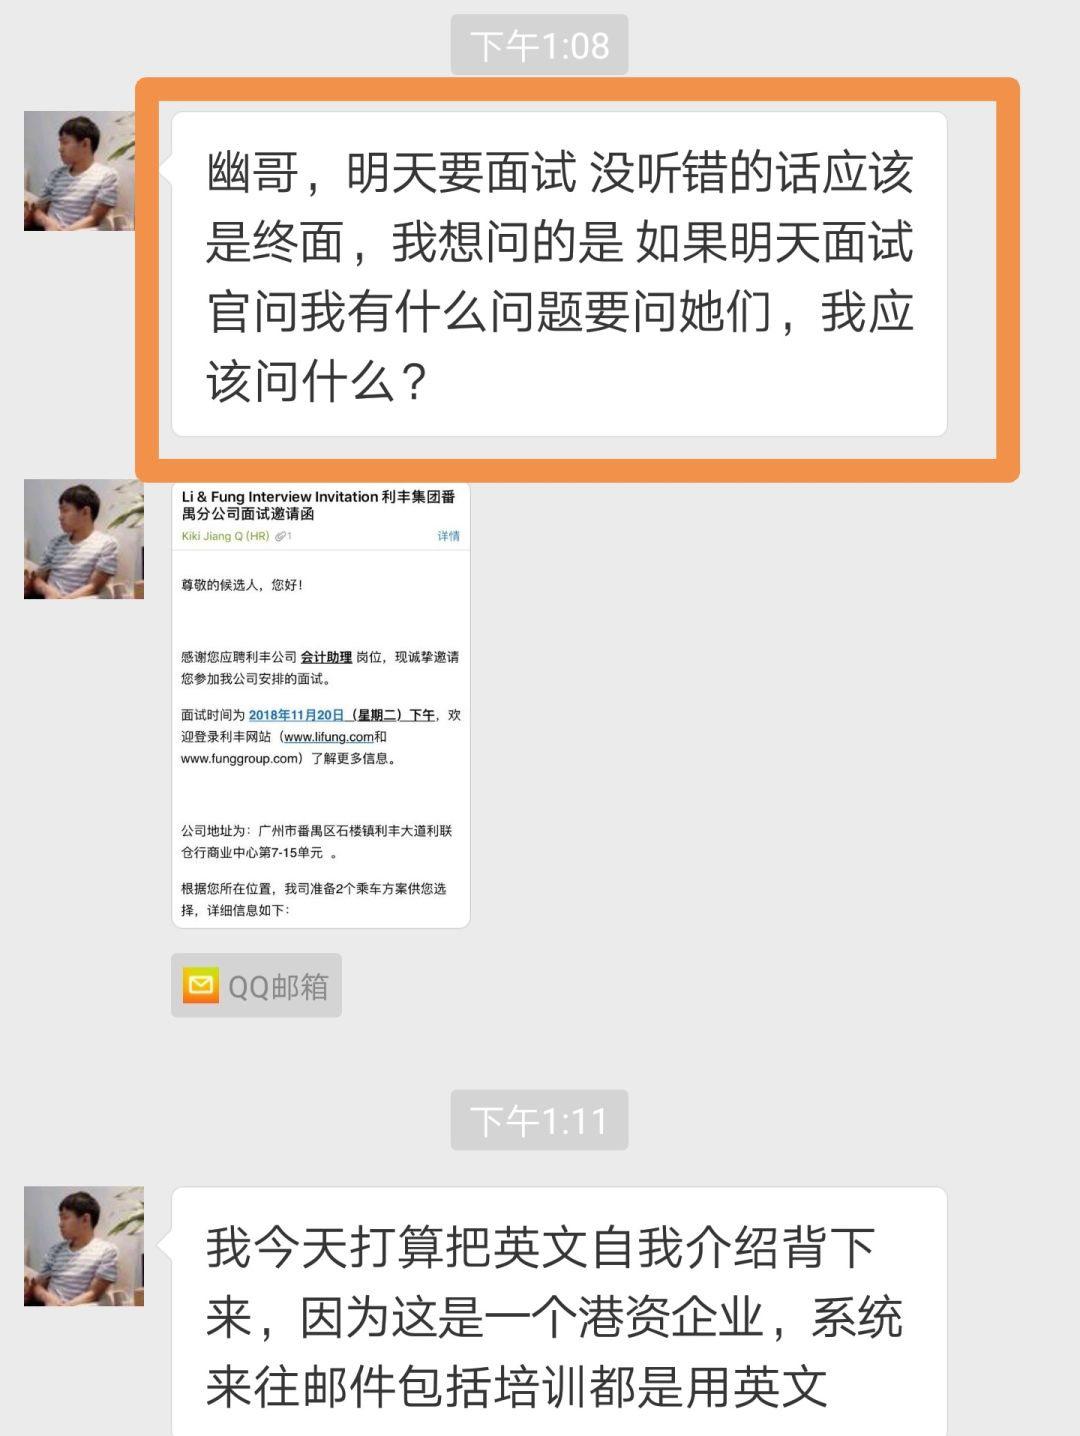 下午1:08
幽哥，明天要面试 没听错的话应该
是终面，我想问的是 如果明天面试
官问我有什么问题要问她们，我应
该问什么？
Li & Fung Interview Invitation 利丰集团番
禺分公司面试邀请函
Kiki Jiang Q (HR) 1 详情
尊敬的候选人，您好！
感谢您应聘利丰公司 会计助理 岗位，现诚挚邀请
您参加我公司安排的面试。
面试时间为 2018年11月20日（星期二）下午，欢
迎登录利丰网站（www.lifung.com和
www.funggroup.com）了解更多信息。
公司地址为：广州市番禺区石楼镇利丰大道利联
仓行商业中心第7-15单元 。
根据您所在位置，我司准备2个乘车方案供您选
择，详细信息如下：
QQ邮箱
下午1:11
我今天打算把英文自我介绍背下
来，因为这是一个港资企业，系统
来往邮件包括培训都是用英文